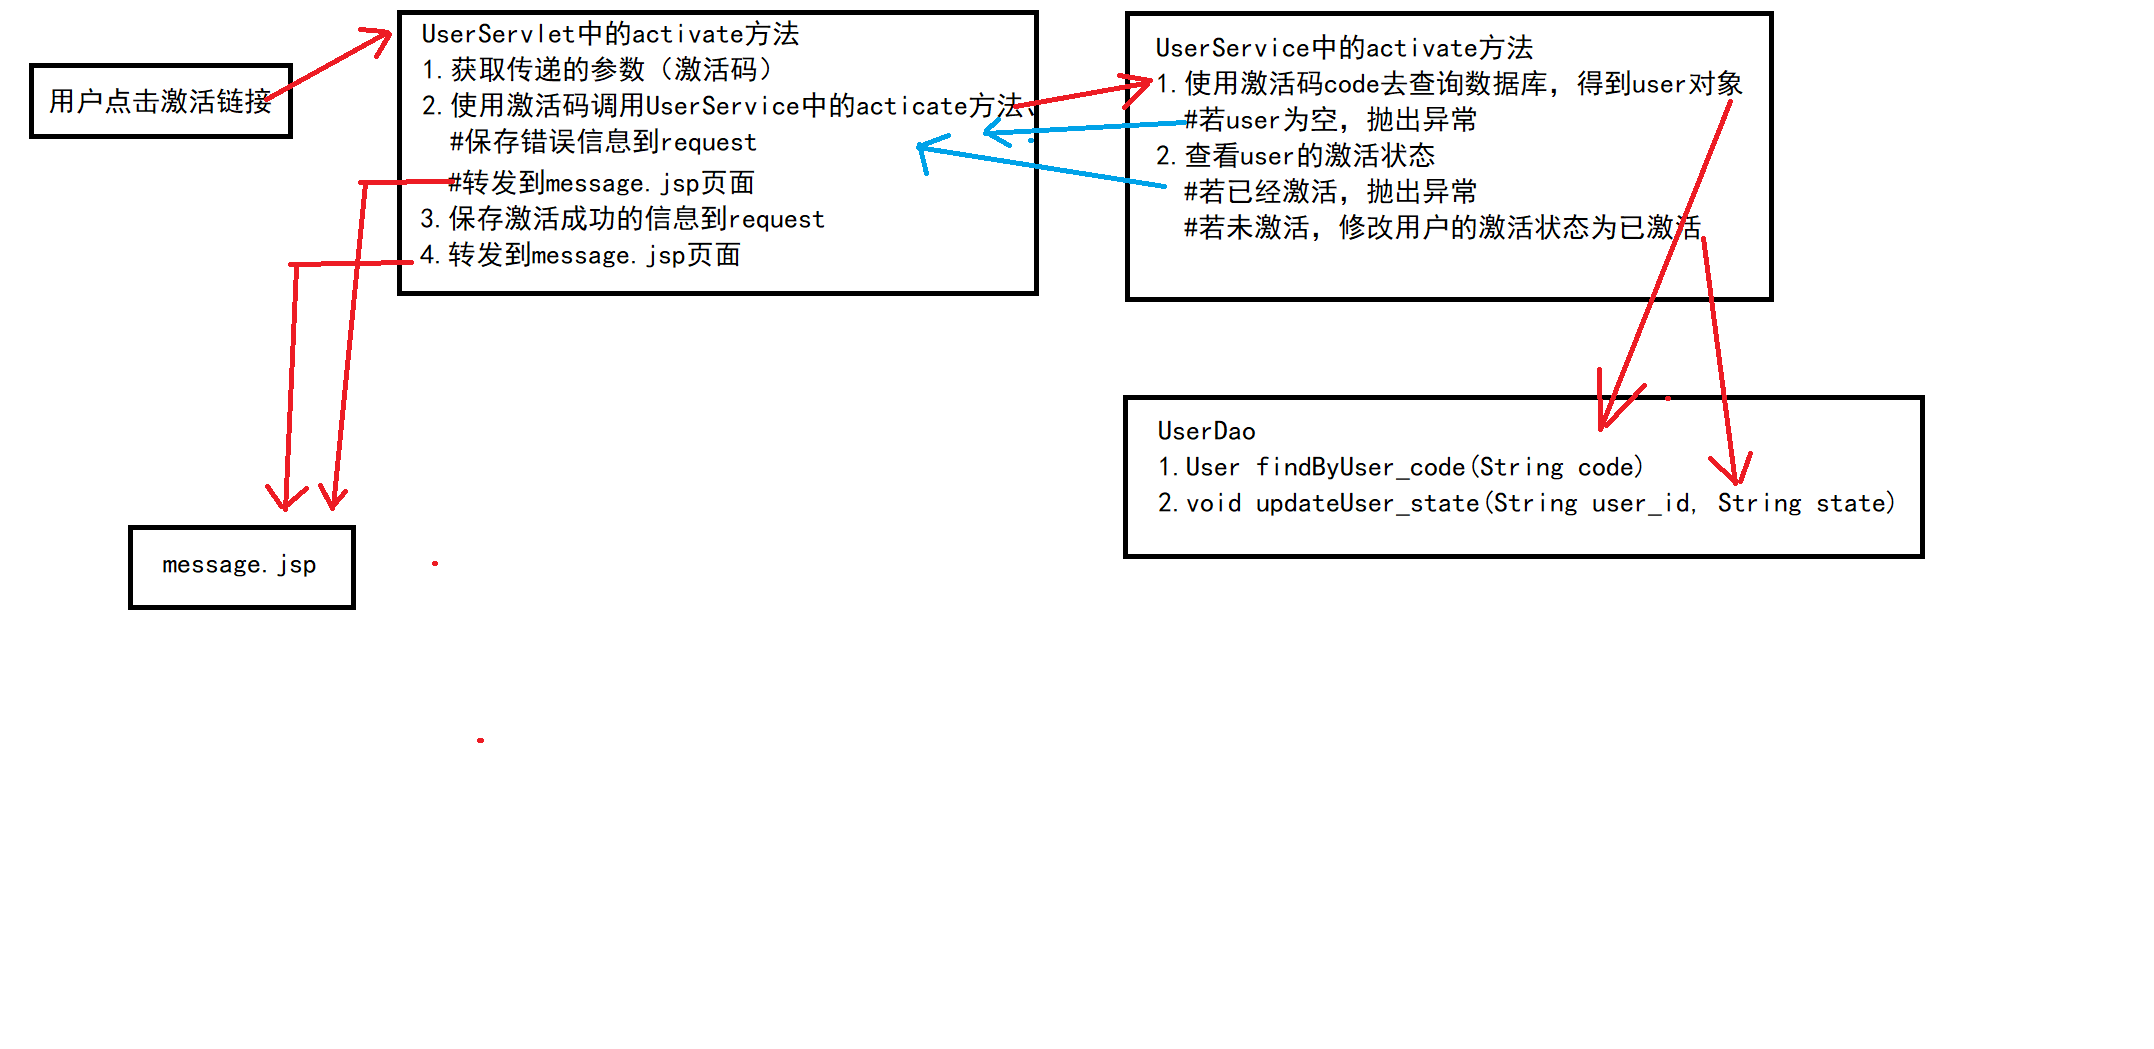 用户点击激活链接
UserServlet中的activate方法
1.获取传递的参数（激活码）
2.使用激活码调用UserService中的acticate方法、
#保存错误信息到request
#转发到message.jsp页面
3.保存激活成功的信息到request
4.转发到message.jsp页面
UserService中的activate方法
1.使用激活码code去查询数据库，得到user对象
#若user为空，抛出异常
2.查看user的激活状态
#若已经激活，抛出异常
#若未激活，修改用户的激活状态为已激活
UserDao
1.User findByUser_code(String code)
2.void updateUser_state(String user_id, String state)
message.jsp